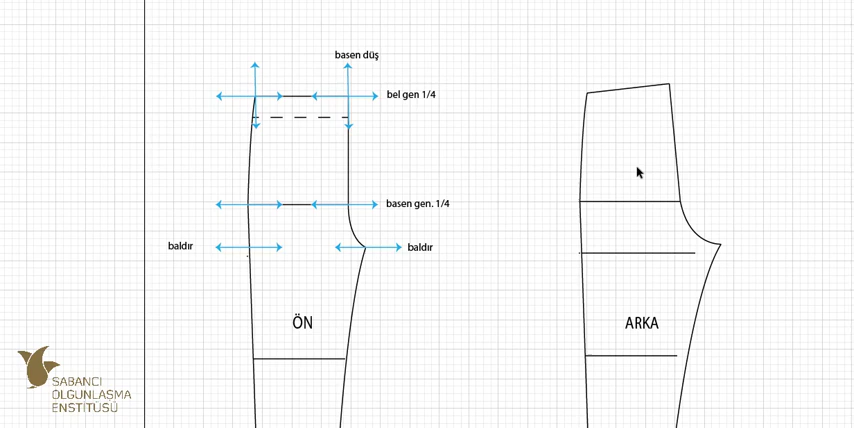 basen düş
bel gen 1/4
basen gen. 1/4
baldır
baldır
ÖN
ARKA
SABANCI
OLGUNLAŞMA
ENSTİTÜSÜ